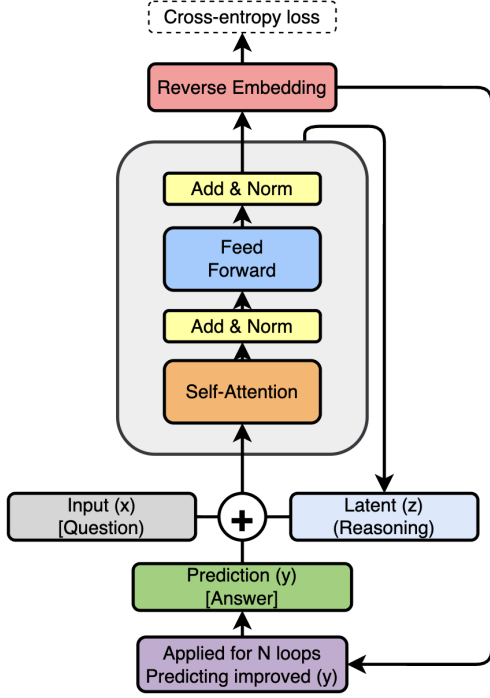 Cross-entropy loss
Reverse Embedding
Add & Norm
Feed
Forward
Add & Norm
Self-Attention
Input (x)
[Question)
+
Latent (z)
(Reasoning)
Prediction (y)
[Answer]
Applied for N loops
Predicting improved (y)